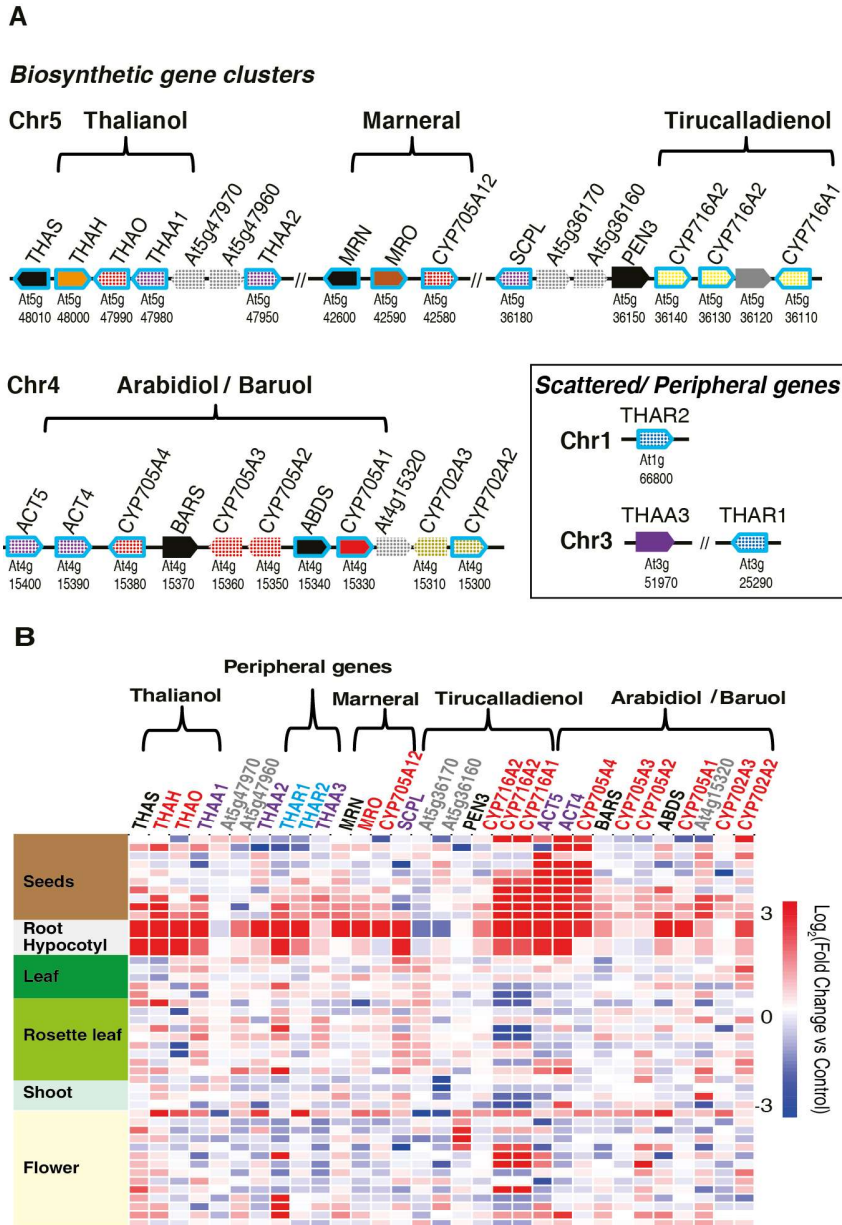 A
Biosynthetic gene clusters
Chr5 Thalianol Marneral Tirucalladienol
THAS THAH THAO THAA1 At5g47970 At5g47960 THAA2 MRN MRO CYP705A12 SCPL At5g36170 At5g36160 PEN3 CYP716A2 CYP716A2 CYP716A1
// //
At5g At5g At5g At5g At5g At5g At5g At5g At5g At5g At5g At5g At5g At5g
48010 48000 47990 47980 47950 42600 42590 42580 36180 36150 36140 36130 36120 36110
Chr4 Arabidiol / Baruol
ACT5 ACT4 CYP705A4 BARS CYP705A3 CYP705A2 ABDS CYP705A1 At4g15320 CYP702A3 CYP702A2
At4g At4g At4g At4g At4g At4g At4g At4g At4g At4g
15400 15390 15380 15370 15360 15350 15340 15330 15310 15300
Scattered/ Peripheral genes
THAR2
Chr1
At1g
66800
THAA3 THAR1
Chr3 //
At3g At3g
51970 25290
B
Peripheral genes
Thalianol Marneral Tirucalladienol Arabidiol /Baruol
THAS THAH THAO THAA1 At5g47970 At5g47960 THAA2 THAR1 THAR2 THAA3 MRN MRO CYP705A12 SCPL At5g36170 At5g36160 PEN3 CYP716A2 CYP716A2 CYP716A1 ACT5 ACT4 CYP705A4 BARS CYP705A3 CYP705A2 ABDS CYP705A1 At4g15320 CYP702A3 CYP702A2
Seeds
Root
Hypocotyl
Leaf
Rosette leaf
Shoot
Flower
3
0
-3
Log2(Fold Change vs Control)